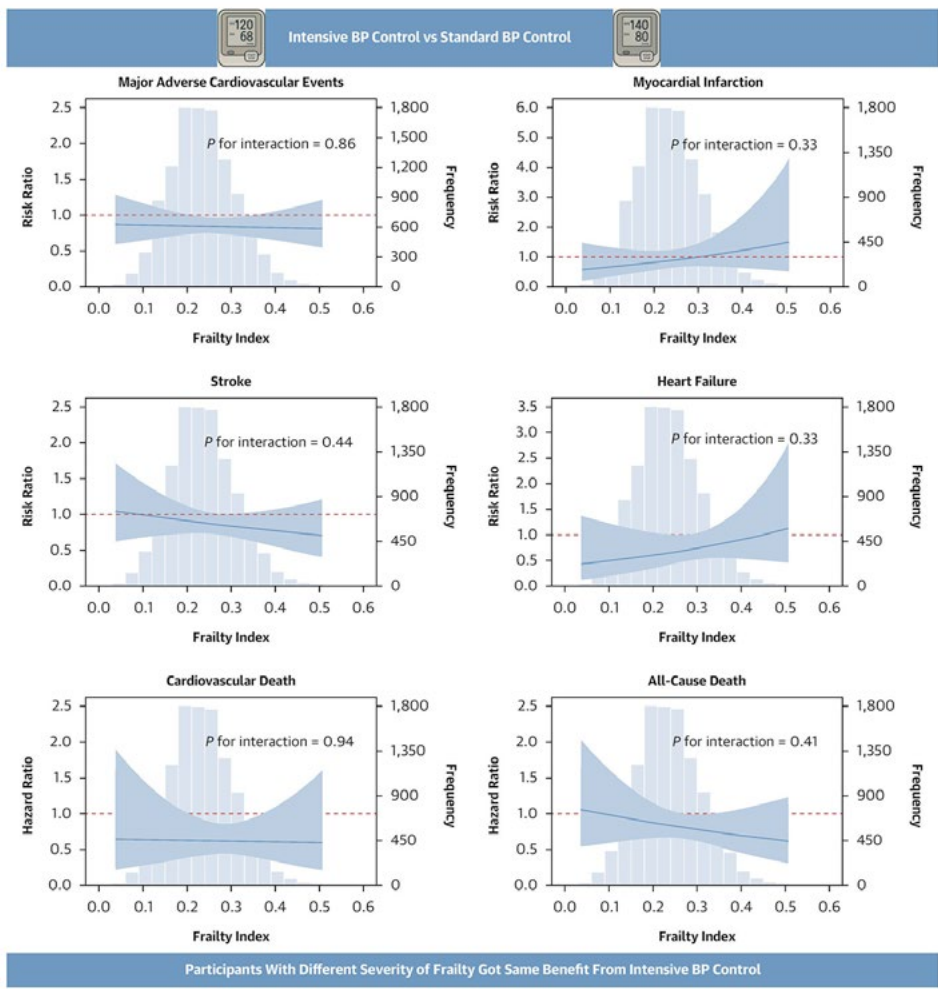 120
68
Intensive BP Control vs Standard BP Control
140
80
Major Adverse Cardiovascular Events
2.5
2.0
1.5
1.0
0.5
0.0
Risk Ratio
P for interaction = 0.86
1,800
1,500
1,200
900
600
300
0
Frequency
0.0 0.1 0.2 0.3 0.4 0.5 0.6
Frailty Index
Myocardial Infarction
6.0
5.0
4.0
3.0
2.0
1.0
0.0
Risk Ratio
P for interaction = 0.33
1,800
1,350
900
450
0
Frequency
0.0 0.1 0.2 0.3 0.4 0.5 0.6
Frailty Index
Stroke
2.5
2.0
1.5
1.0
0.5
0.0
Risk Ratio
P for interaction = 0.44
1,800
1,350
900
450
0
Frequency
0.0 0.1 0.2 0.3 0.4 0.5 0.6
Frailty Index
Heart Failure
3.5
3.0
2.5
2.0
1.5
1.0
0.5
0.0
Risk Ratio
P for interaction = 0.33
1,800
1,350
900
450
0
Frequency
0.0 0.1 0.2 0.3 0.4 0.5 0.6
Frailty Index
Cardiovascular Death
2.5
2.0
1.5
1.0
0.5
0.0
Hazard Ratio
P for interaction = 0.94
1,800
1,350
900
450
0
Frequency
0.0 0.1 0.2 0.3 0.4 0.5 0.6
Frailty Index
All-Cause Death
2.5
2.0
1.5
1.0
0.5
0.0
Hazard Ratio
P for interaction = 0.41
1,800
1,350
900
450
0
Frequency
0.0 0.1 0.2 0.3 0.4 0.5 0.6
Frailty Index
Participants With Different Severity of Frailty Got Same Benefit From Intensive BP Control